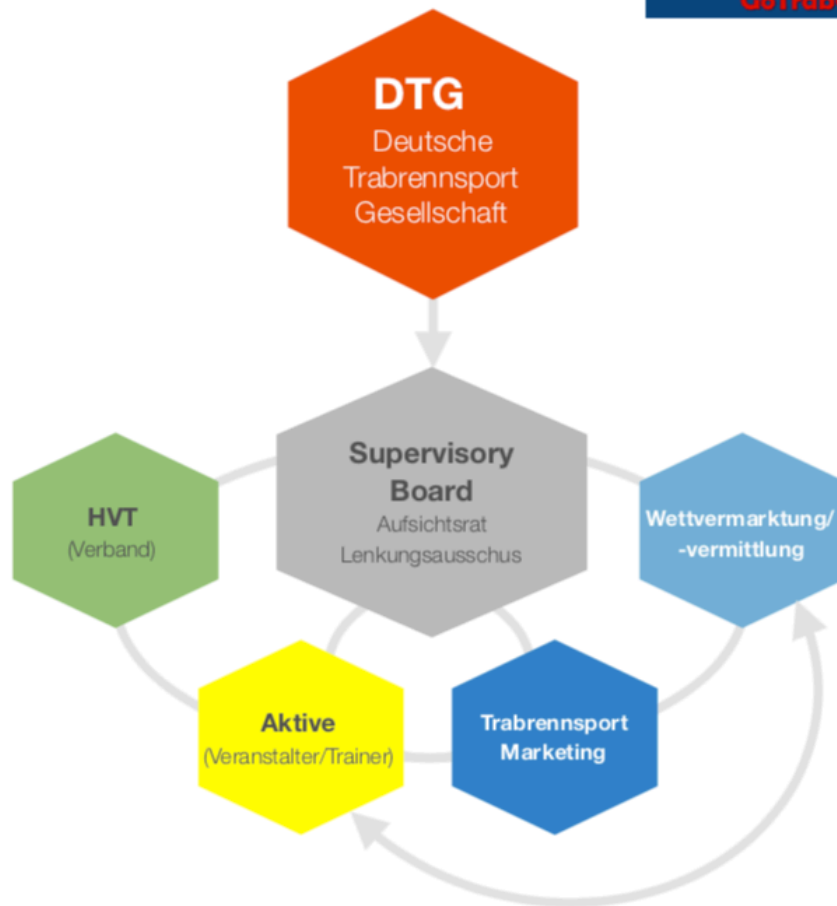 DTG
Deutsche
Trabrennsport
Gesellschaft
Supervisory
Board
Aufsichtsrat
Lenkungsausschus
HVT
(Verband)
Wettvermarktung/
-vermittlung
Aktive
(Veranstalter/Trainer)
Trabrennsport
Marketing